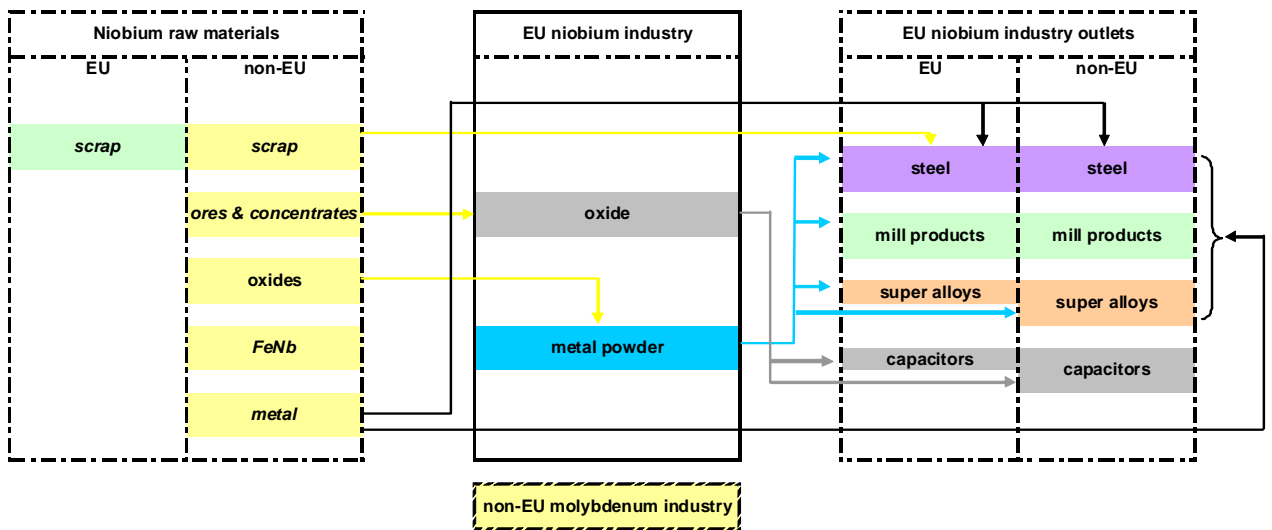 Niobium raw materials
EU niobium industry
EU niobium industry outlets
EU
non-EU
EU
non-EU
scrap
scrap
steel
steel
ores & concentrates
oxide
mill products
mill products
oxides
super alloys
super alloys
FeNb
metal powder
capacitors
capacitors
metal
non-EU molybdenum industry